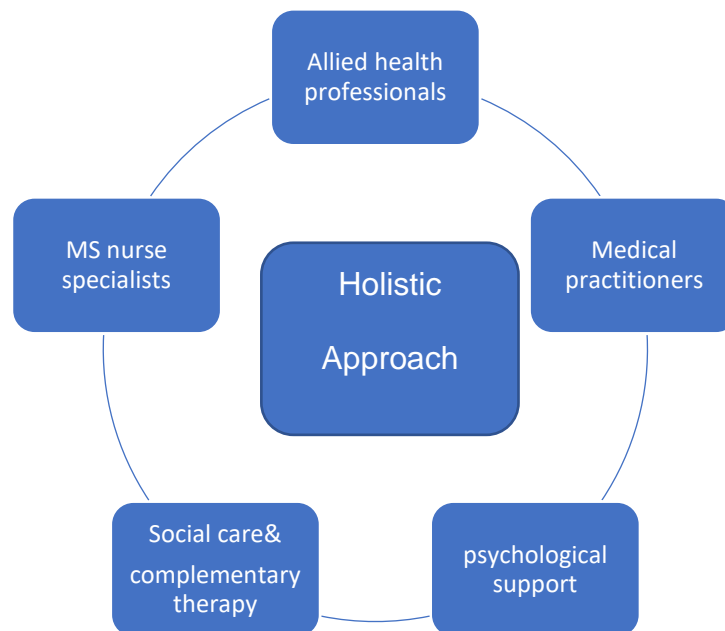 Allied health
professionals
MS nurse
specialists
Medical
practitioners
Holistic
Approach
Social care&
complementary
therapy
psychological
support